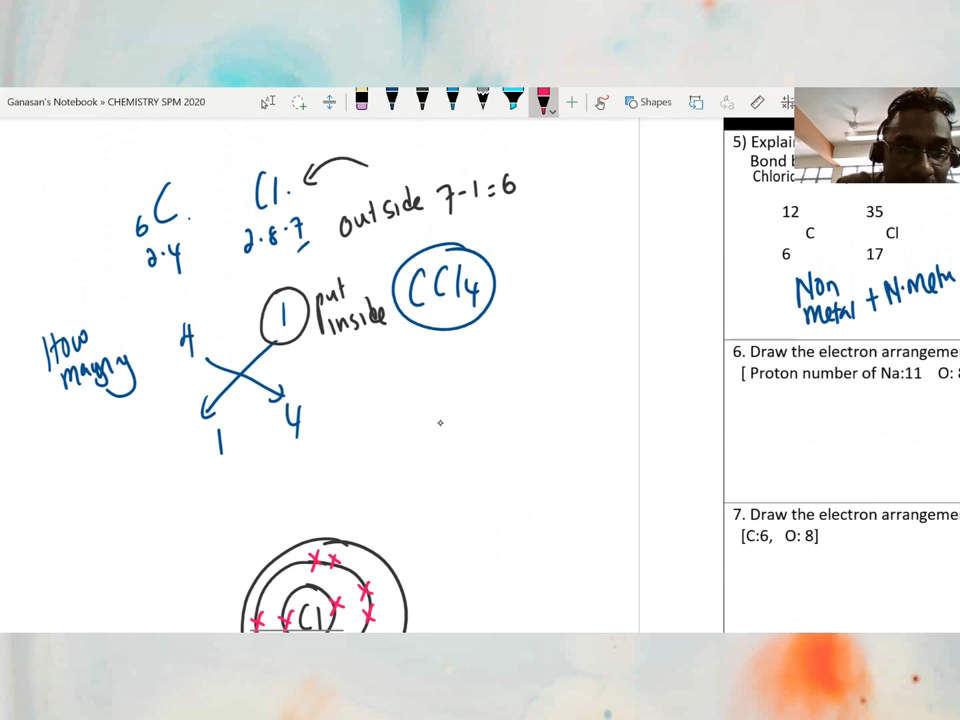 Ganasan's Notebook » CHEMISTRY SPM 2020
Shapes
6 C. Cl.
2.4 2.8.7
outside 7-1=6
4 1 put inside
CCl4
How many
1 4
Cl
5) Explai
Bond b
Chlorid
12 35
C Cl
6 17
Non metal + N.Meta
6. Draw the electron arrangeme
[ Proton number of Na:11 O: 8
7. Draw the electron arrangeme
[C:6, O: 8]